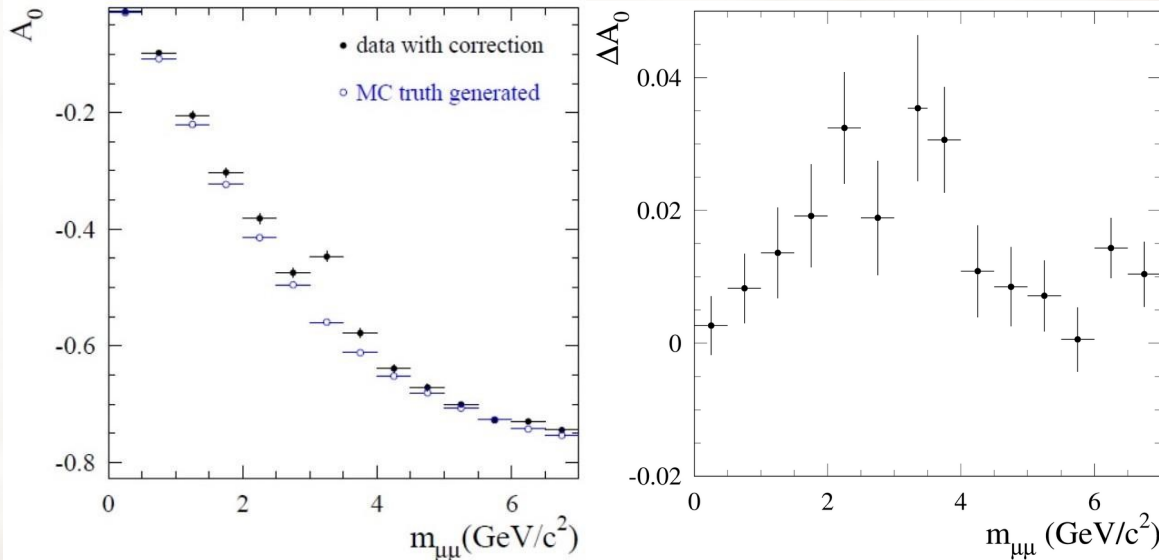 A₀
data with correction
MC truth generated
-0.2
-0.4
-0.6
-0.8
0
2
4
6
mμμ(GeV/c²)
ΔA₀
0.04
0.02
0
-0.02
0
2
4
6
mμμ (GeV/c²)